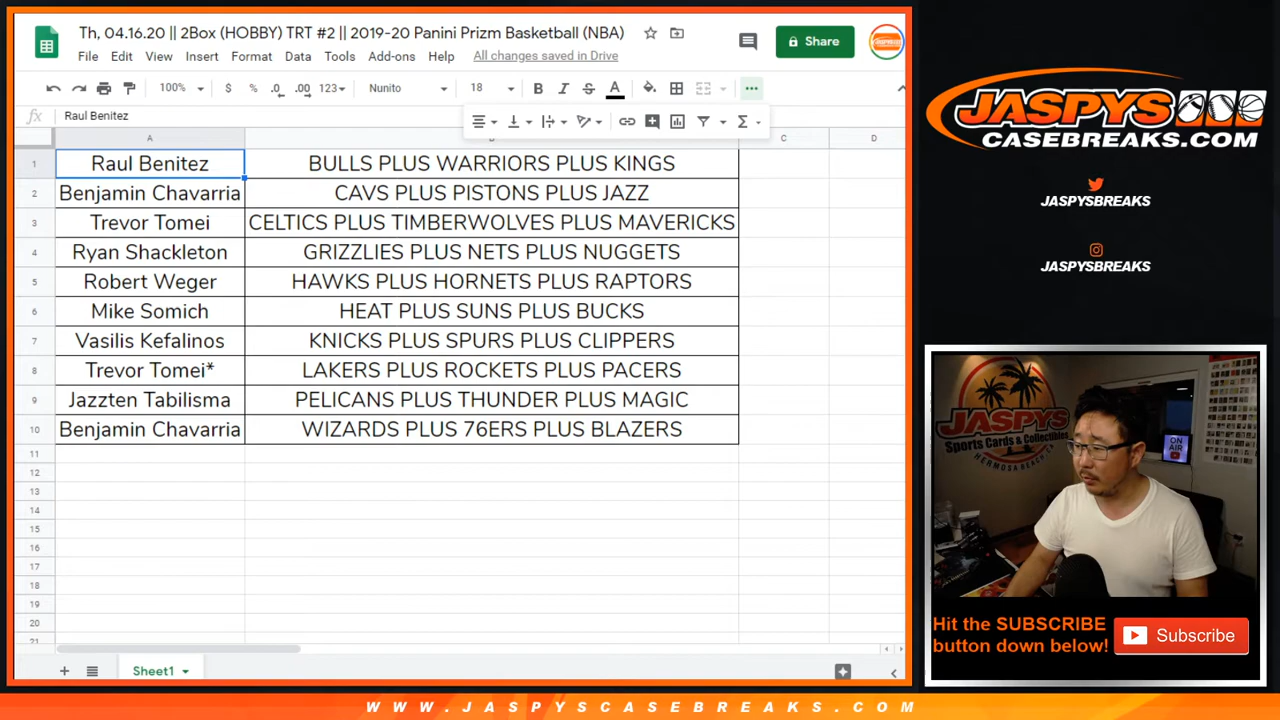 Th, 04.16.20 || 2Box (HOBBY) TRT #2 || 2019-20 Panini Prizm Basketball (NBA)
File Edit View Insert Format Data Tools Add-ons Help All changes saved in Drive
Share
100% $ % .0 .00 123 Nunito 18 B I S A
fx Raul Benitez
A C D
1 Raul Benitez BULLS PLUS WARRIORS PLUS KINGS
2 Benjamin Chavarria CAVS PLUS PISTONS PLUS JAZZ
3 Trevor Tomei CELTICS PLUS TIMBERWOLVES PLUS MAVERICKS
4 Ryan Shackleton GRIZZLIES PLUS NETS PLUS NUGGETS
5 Robert Weger HAWKS PLUS HORNETS PLUS RAPTORS
6 Mike Somich HEAT PLUS SUNS PLUS BUCKS
7 Vasilis Kefalinos KNICKS PLUS SPURS PLUS CLIPPERS
8 Trevor Tomei* LAKERS PLUS ROCKETS PLUS PACERS
9 Jazzten Tabilisma PELICANS PLUS THUNDER PLUS MAGIC
10 Benjamin Chavarria WIZARDS PLUS 76ERS PLUS BLAZERS
11
12
13
14
15
16
17
18
19
20
21
Sheet1
JASPYS
CASEBREAKS.COM
JASPYSBREAKS
JASPYSBREAKS
JASPYS
Sports Cards & Collectibles
HERMOSA BEACH, CA
ON
AIR
Hit the SUBSCRIBE
button down below!
Subscribe
WWW.JASPYSCASEBREAKS.COM